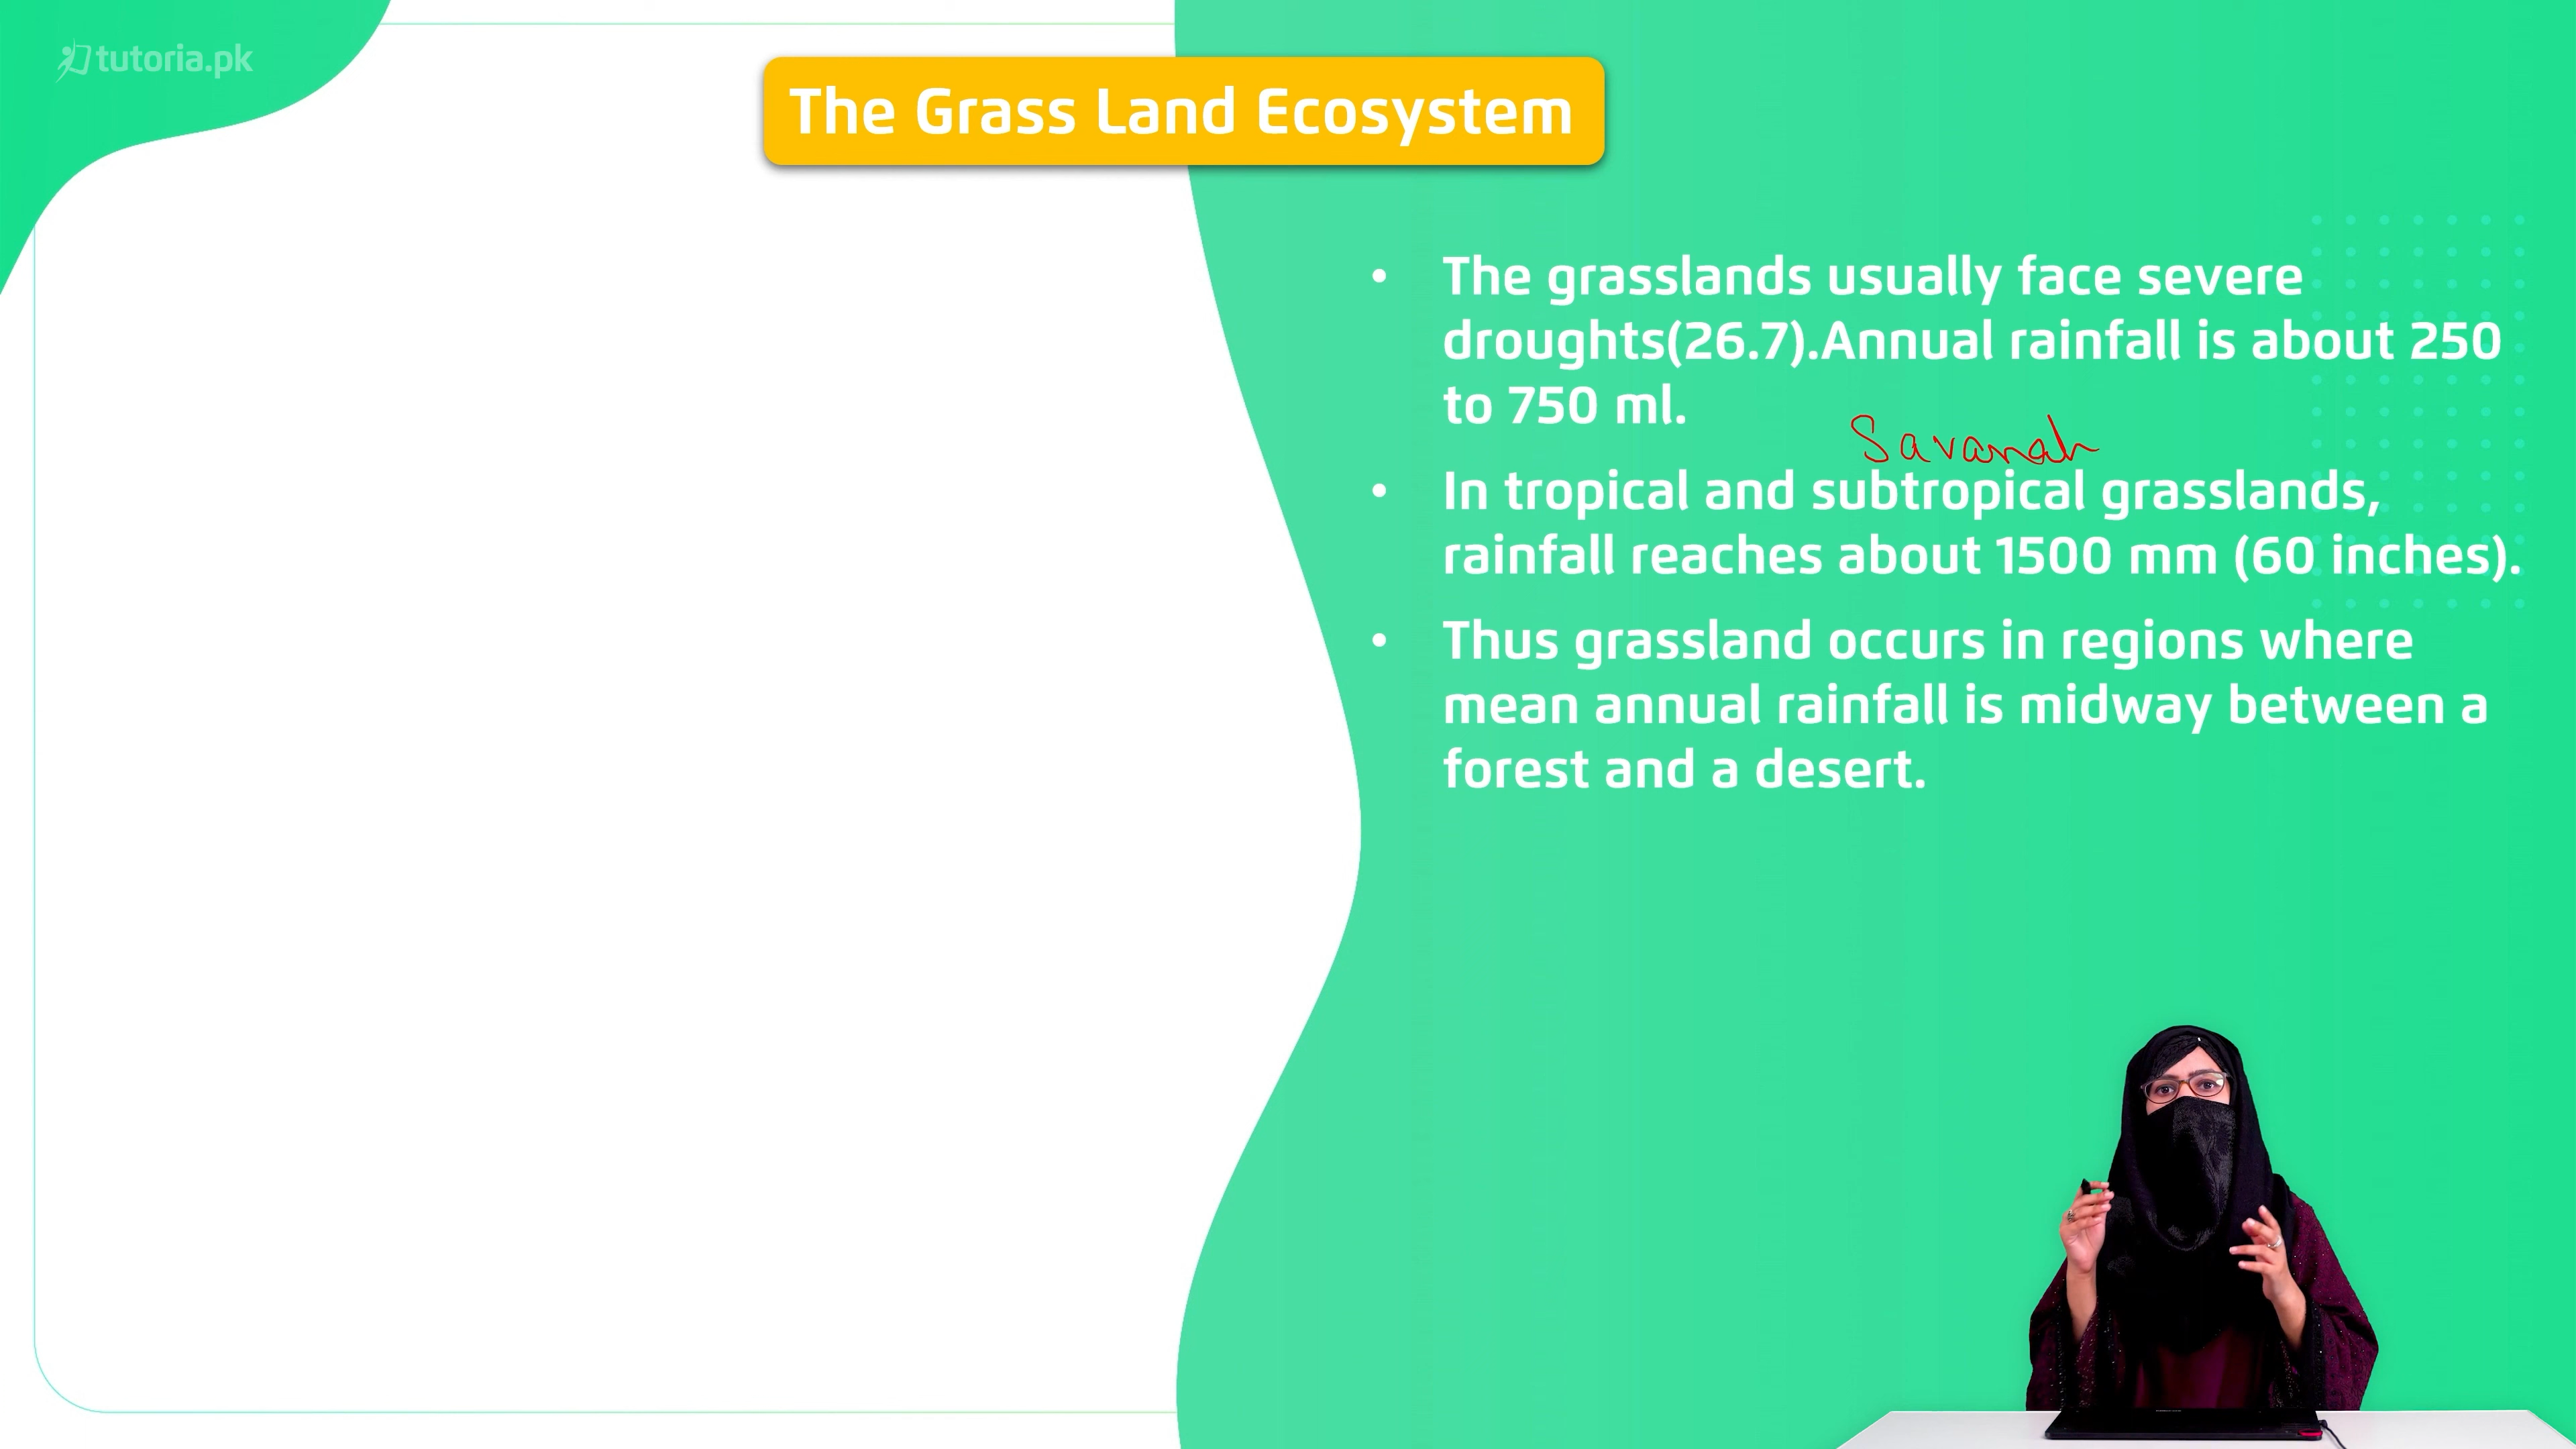 tutoria.pk
The Grass Land Ecosystem
• The grasslands usually face severe
droughts(26.7).Annual rainfall is about 250
to 750 ml.
Savanah
• In tropical and subtropical grasslands,
rainfall reaches about 1500 mm (60 inches).
• Thus grassland occurs in regions where
mean annual rainfall is midway between a
forest and a desert.